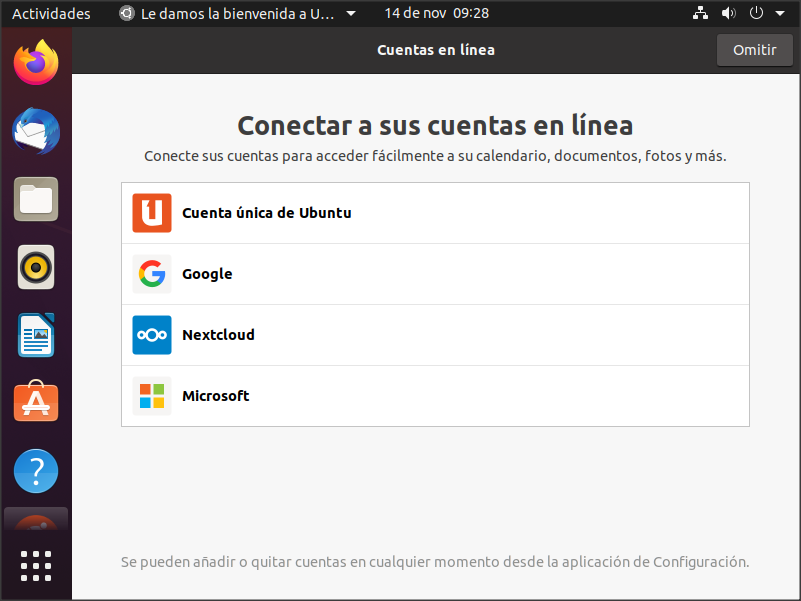 Actividades Le damos la bienvenida a U... 14 de nov 09:28
Cuentas en línea Omitir
Conectar a sus cuentas en línea
Conecte sus cuentas para acceder fácilmente a su calendario, documentos, fotos y más.
Cuenta única de Ubuntu
Google
Nextcloud
Microsoft
Se pueden añadir o quitar cuentas en cualquier momento desde la aplicación de Configuración.